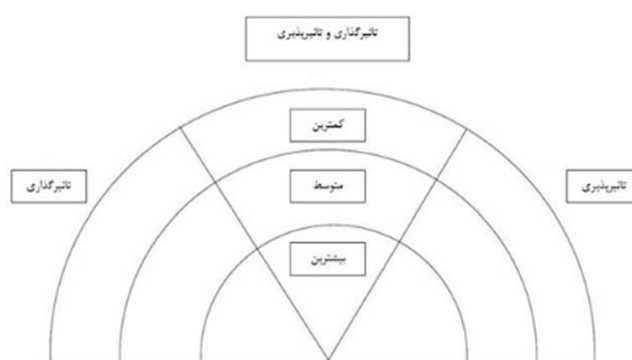 تاثیرگذاری و تاثیرپذیری
کمترین
تاثیرپذیری
متوسط
تاثیرگذاری
بیشترین